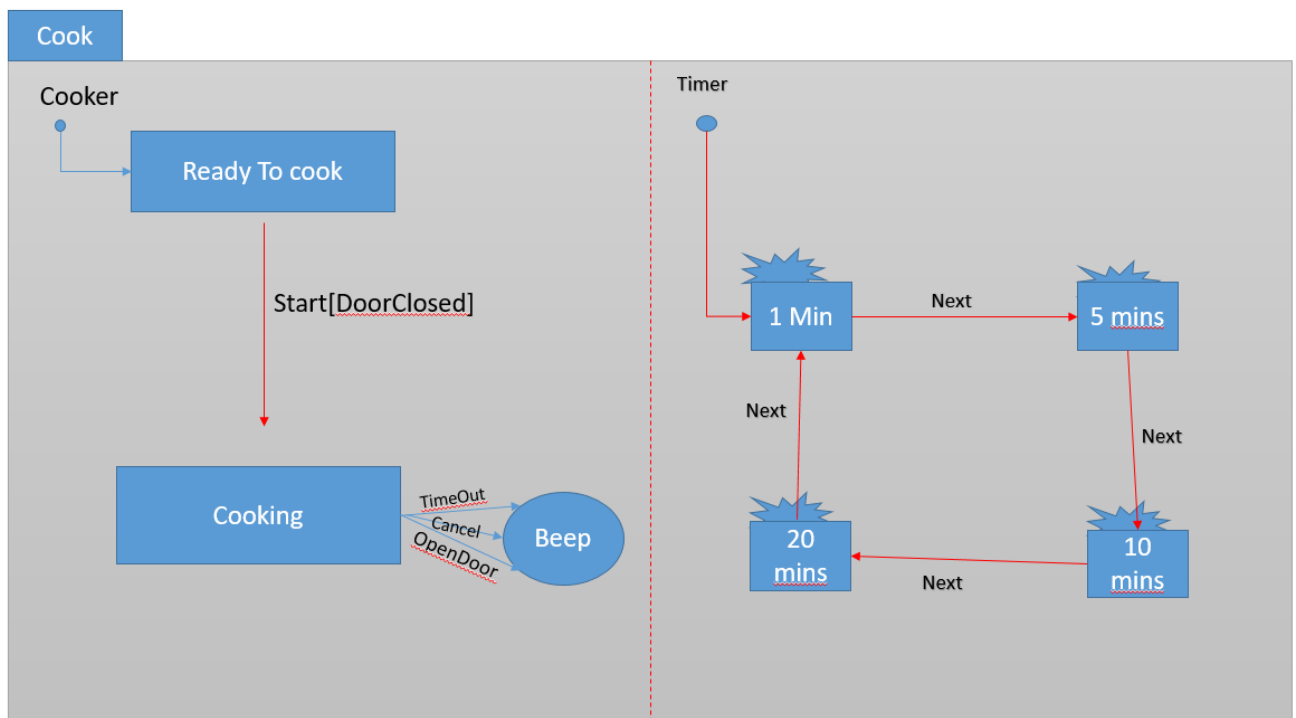 Cook
Cooker
Ready To cook
Start[DoorClosed]
Cooking
TimeOut
Cancel
OpenDoor
Beep
Timer
1 Min
Next
5 mins
Next
Next
20
mins
10
mins
Next